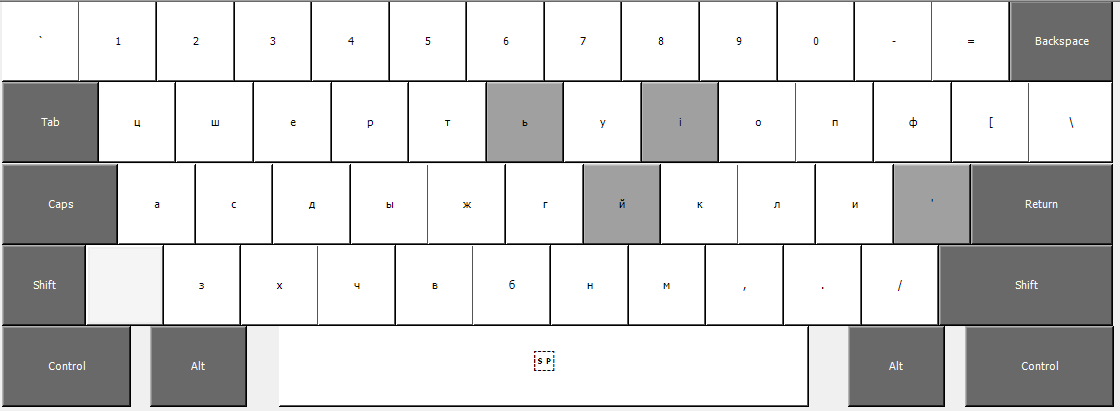 ` 1 2 3 4 5 6 7 8 9 0 - = Backspace
Tab ц ш е р т ь у і о п ф [ \
Caps а с д ы ж г й к л и ' Return
Shift з х ч в б н м , . / Shift
Control Alt SP Alt Control